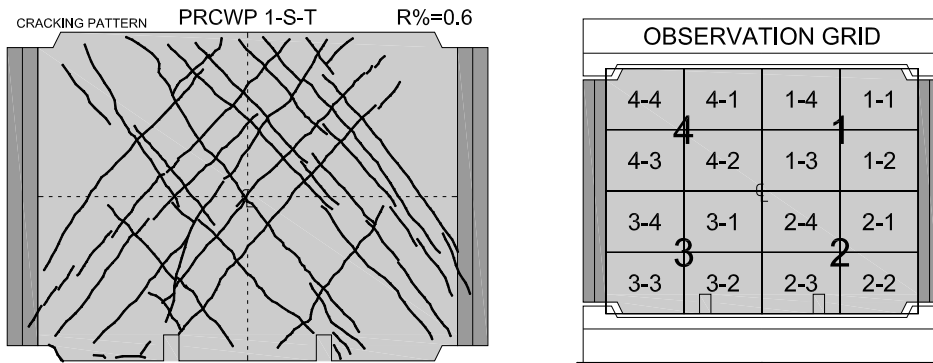 CRACKING PATTERN PRCWP 1-S-T R%=0.6
OBSERVATION GRID
4-4 4-1 1-4 1-1
4 1
4-3 4-2 1-3 1-2
3-4 3-1 2-4 2-1
3 2
3-3 3-2 2-3 2-2